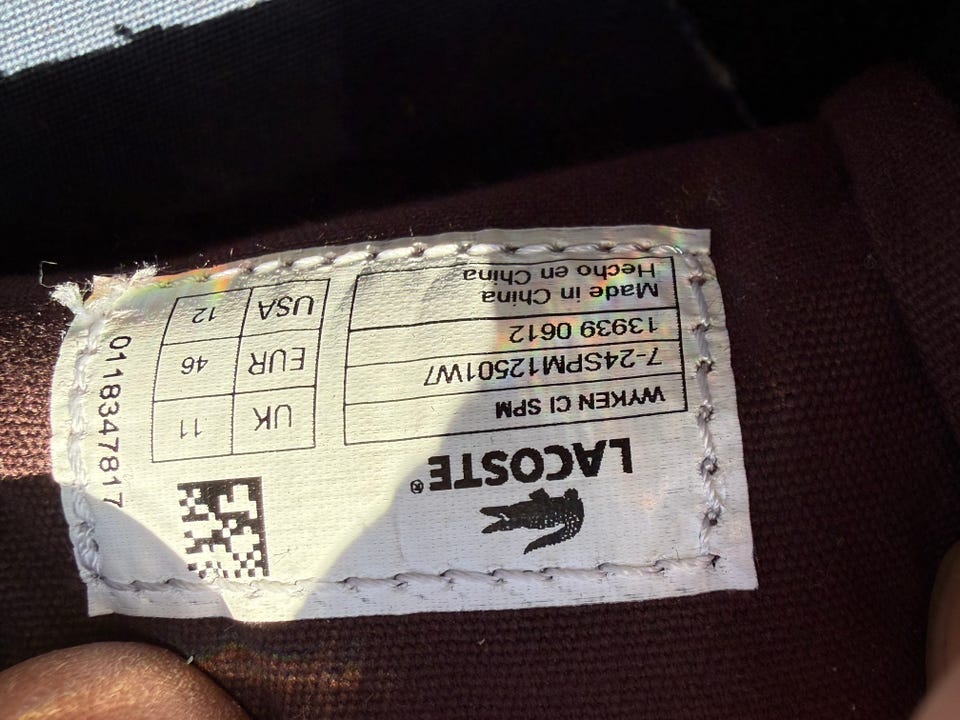 LACOSTE®
WYKEN CI SPM
7-24SPM12501W7
13939 0612
Made in China
Hecho en China
UK 11
EUR 46
USA 12
0118347817